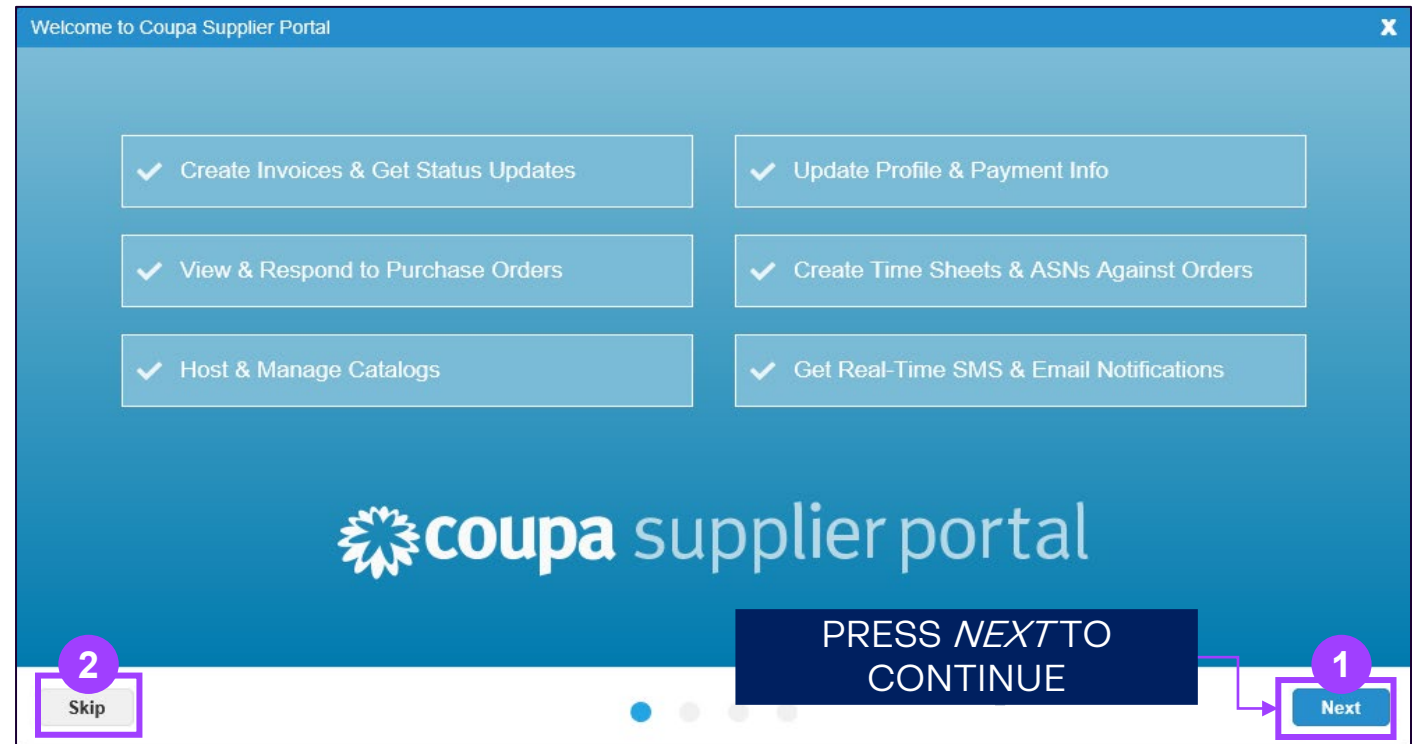 Welcome to Coupa Supplier Portal
X
Create Invoices & Get Status Updates
Update Profile & Payment Info
View & Respond to Purchase Orders
Create Time Sheets & ASNs Against Orders
Host & Manage Catalogs
Get Real-Time SMS & Email Notifications
coupa supplier portal
PRESS NEXT TO
CONTINUE
2
1
Skip
Next